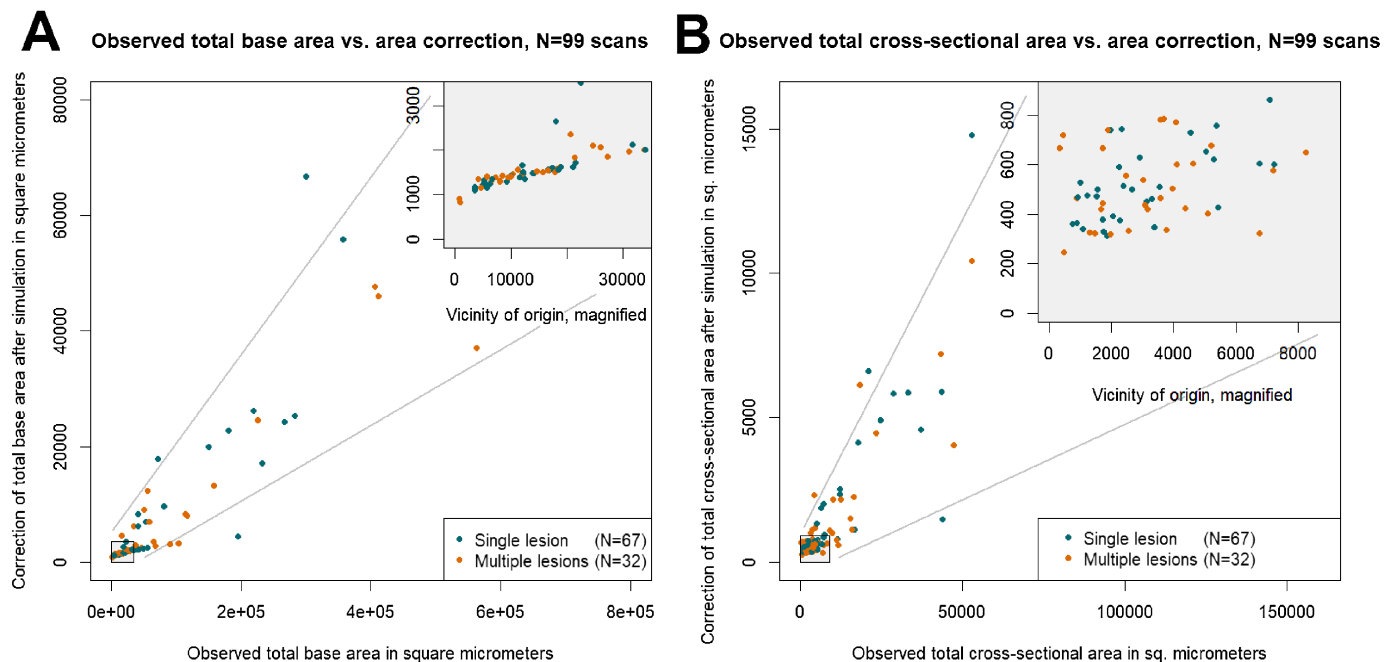 A
Observed total base area vs. area correction, N=99 scans
Correction of total base area after simulation in square micrometers
80000
60000
40000
20000
0
3000
1000
0
0
10000
30000
Vicinity of origin, magnified
Single lesion (N=67)
Multiple lesions (N=32)
0e+00
2e+05
4e+05
6e+05
8e+05
Observed total base area in square micrometers
B
Observed total cross-sectional area vs. area correction, N=99 scans
Correction of total cross-sectional area after simulation in sq. micrometers
15000
10000
5000
0
800
600
400
200
0
0
2000
4000
6000
8000
Vicinity of origin, magnified
Single lesion (N=67)
Multiple lesions (N=32)
0
50000
100000
150000
Observed total cross-sectional area in sq. micrometers